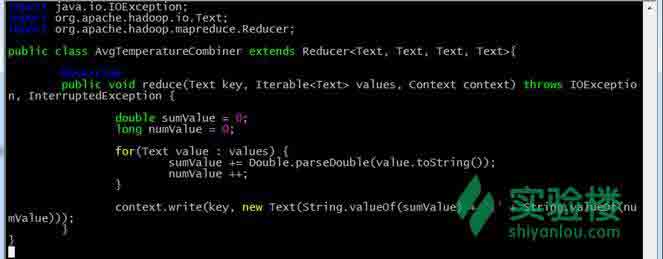 import java.io.IOException;
import org.apache.hadoop.io.Text;
import org.apache.hadoop.mapreduce.Reducer;
public class AvgTemperatureCombiner extends Reducer<Text, Text, Text, Text>{
@Override
public void reduce(Text key, Iterable<Text> values, Context context) throws IOExceptio
n, InterruptedException {
double sumValue = 0;
long numValue = 0;
for(Text value : values) {
sumValue += Double.parseDouble(value.toString());
numValue ++;
}
context.write(key, new Text(String.valueOf(sumValue) + ' + String.valueOf(nu
mValue)));
}
}
实验楼
shiyanlou.com